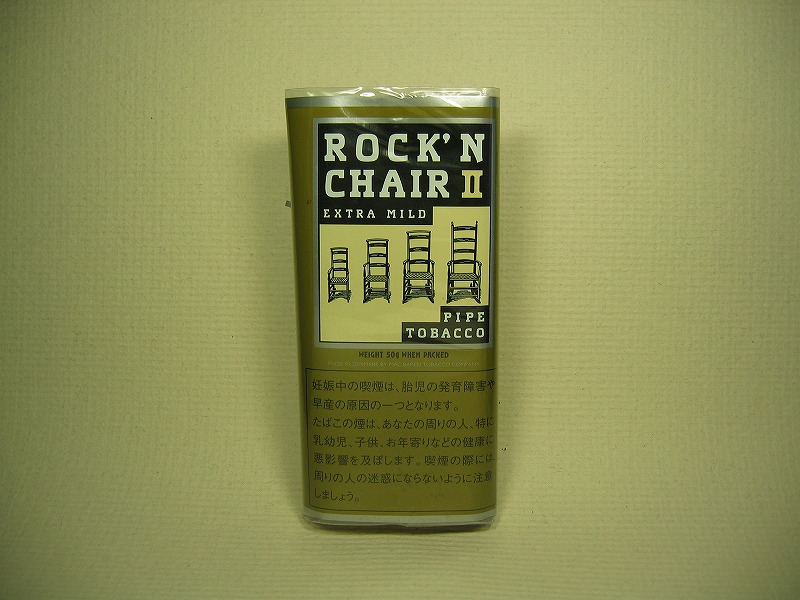 ROCK'N
CHAIR II
EXTRA MILD
PIPE
TOBACCO
WEIGHT 50g WHEN PACKED
妊娠中の喫煙は、胎児の発育障害や
早産の原因の一つとなります。
たばこの煙は、あなたの周りの人、特に
乳幼児、子供、お年寄りなどの健康に
悪影響を及ぼします。喫煙の際には
周りの人の迷惑にならないように注意
しましょう。